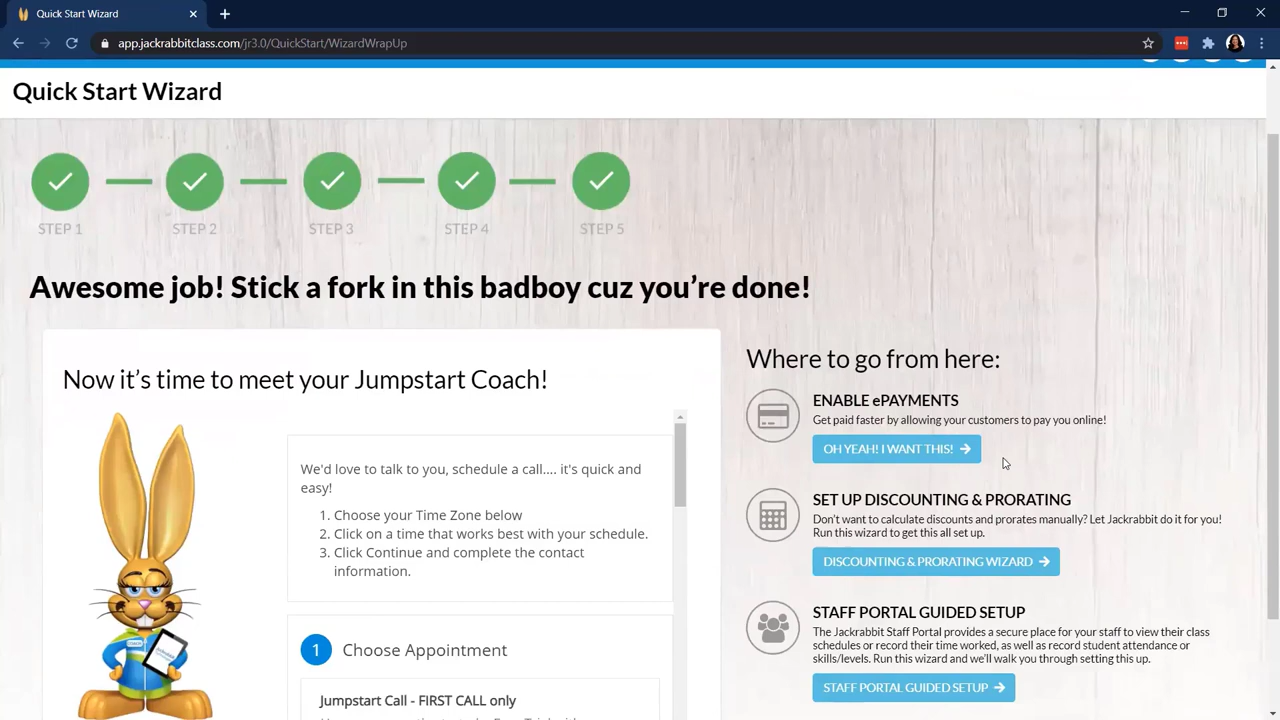 Quick Start Wizard
app.jackrabbitclass.com/jr3.0/QuickStart/WizardWrapUp
Quick Start Wizard
STEP 1
STEP 2
STEP 3
STEP 4
STEP 5
Awesome job! Stick a fork in this badboy cuz you're done!
Now it's time to meet your Jumpstart Coach!
We'd love to talk to you, schedule a call.... it's quick and
easy!
1. Choose your Time Zone below
2. Click on a time that works best with your schedule.
3. Click Continue and complete the contact
information.
1 Choose Appointment
Jumpstart Call - FIRST CALL only
Where to go from here:
ENABLE ePAYMENTS
Get paid faster by allowing your customers to pay you online!
OH YEAH! I WANT THIS!
SET UP DISCOUNTING & PRORATING
Don't want to calculate discounts and prorates manually? Let Jackrabbit do it for you!
Run this wizard to get this all set up.
DISCOUNTING & PRORATING WIZARD
STAFF PORTAL GUIDED SETUP
The Jackrabbit Staff Portal provides a secure place for your staff to view their class
schedules or record their time worked, as well as record student attendance or
skills/levels. Run this wizard and we'll walk you through setting this up.
STAFF PORTAL GUIDED SETUP